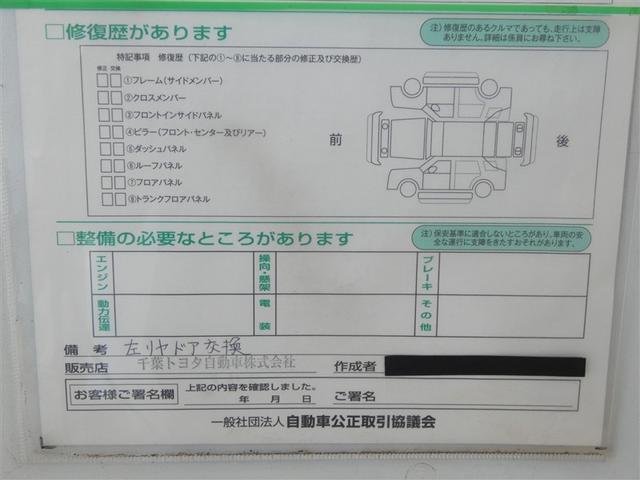 □修復歴があります
注）修復歴のあるクルマであっても、走行上は支障
ありません。詳細は係員にお尋ね下さい。
特記事項　修復歴（下記の①～⑧に当たる部分の修正及び交換歴）
修正 交換
①フレーム（サイドメンバー）
②クロスメンバー
③フロントインサイドパネル
④ピラー（フロント・センター及びリアー）
⑤ダッシュパネル
⑥ルーフパネル
⑦フロアパネル
⑧トランクフロアパネル
前
後
□整備の必要なところがあります
注）保安基準に適合しないところがあり、車両の安
全な運行に支障をきたすおそれがあります。
エンジン
操向・懸架
ブレーキ
動力伝達
電装
その他
備考 左リヤドア交換
販売店 千葉トヨタ自動車株式会社 作成者
お客様ご署名欄
上記の内容を確認しました。
年 月 日 ご署名
一般社団法人 自動車公正取引協議会